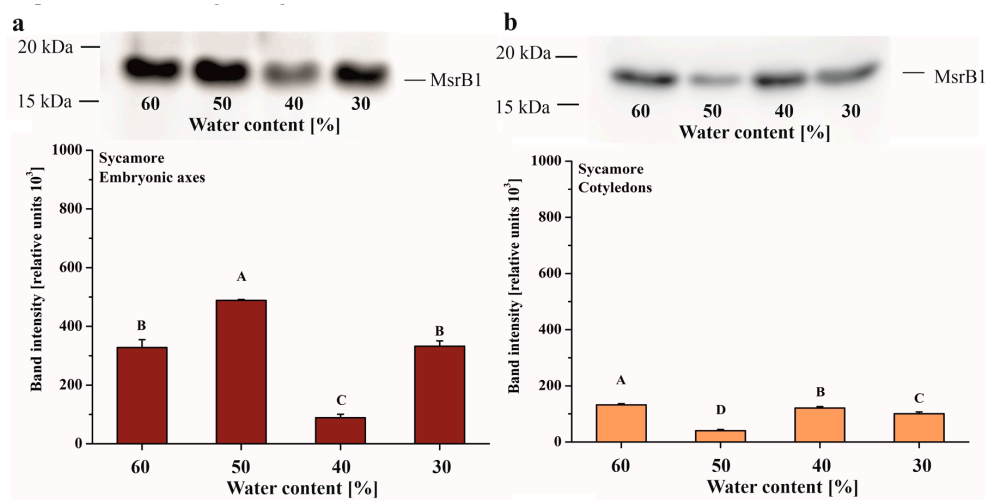 a
20 kDa
MsrB1
15 kDa
60 50 40 30
Water content [%]
Sycamore
Embryonic axes
Band intensity [relative units 10³]
1000
800
600
400
200
0
B
A
C
B
60 50 40 30
Water content [%]
b
20 kDa
MsrB1
15 kDa
60 50 40 30
Water content [%]
Sycamore
Cotyledons
Band intensity [relative units 10³]
1000
800
600
400
200
0
A
D
B
C
60 50 40 30
Water content [%]